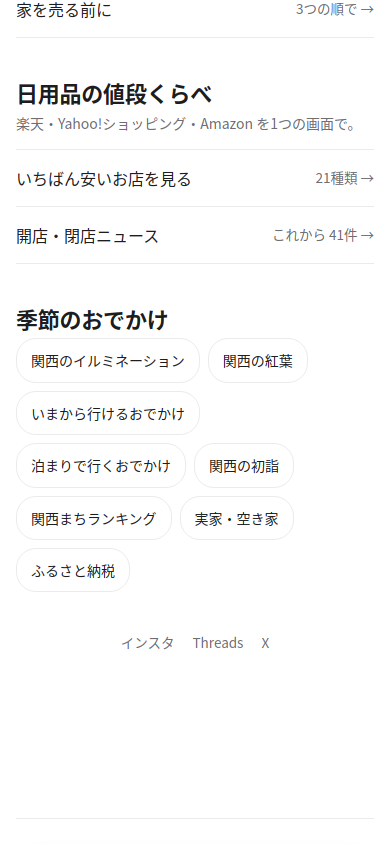 家を売る前に 3つの順で →
日用品の値段くらべ
楽天・Yahoo!ショッピング・Amazon を1つの画面で。
いちばん安いお店を見る 21種類 →
開店・閉店ニュース これから 41件 →
季節のおでかけ
関西のイルミネーション 関西の紅葉
いまから行けるおでかけ
泊まりで行くおでかけ 関西の初詣
関西まちランキング 実家・空き家
ふるさと納税
インスタ Threads X